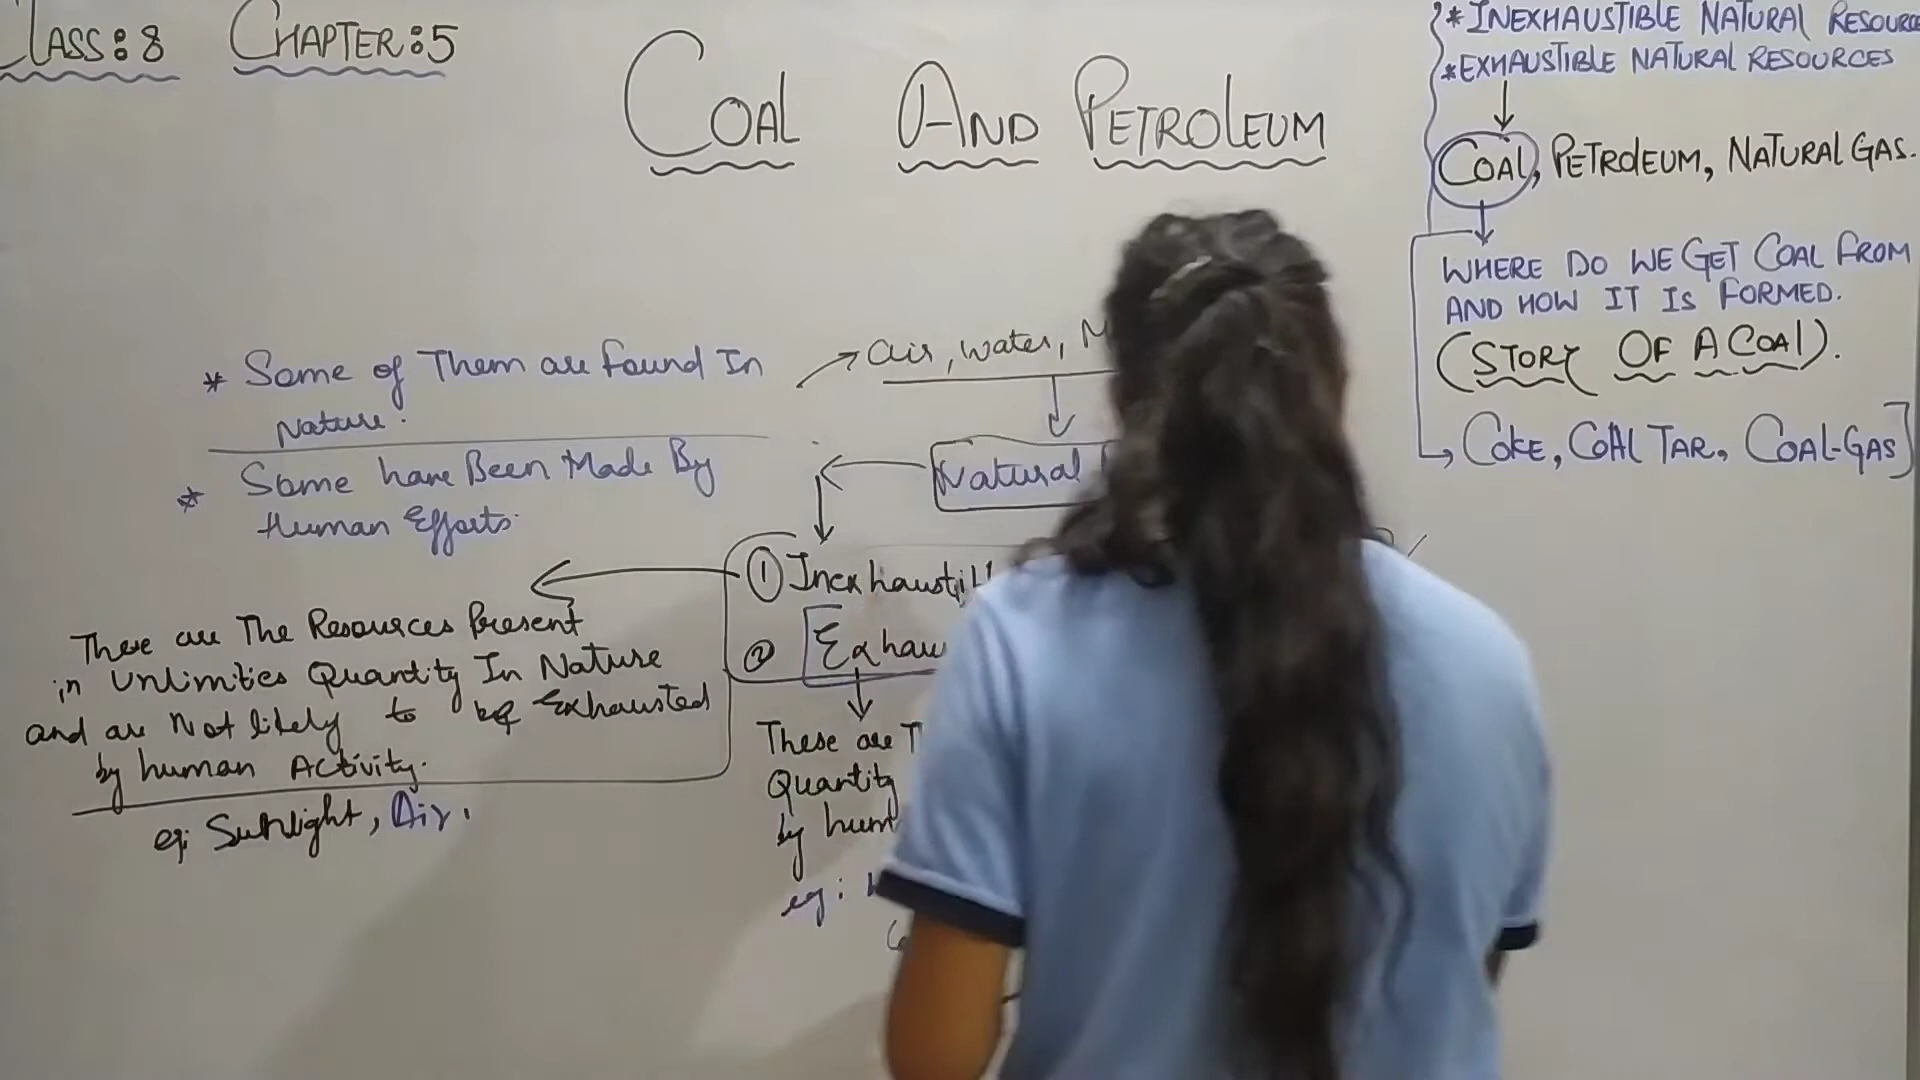 CLASS:8 CHAPTER:5
COAL AND PETROLEUM
* INEXHAUSTIBLE NATURAL
* EXHAUSTIBLE NATURAL RESOURCES
COAL, PETROLEUM, NATURAL GAS.
WHERE DO WE GET COAL FROM
AND HOW IT IS FORMED.
(STORY OF A COAL).
COKE, COAL TAR, COAL-GAS]
* Some of Them are found In
Nature.
* Some have Been Made By
Human Efforts.
air, water,
Natural
① Inexhaustibl
②
These are The Resources Present
in Unlimities Quantity In Nature
and are Not likely to be Exhausted
by human Activity.
eg: Sunlight, Air.
These are
Quantity
by
eg: